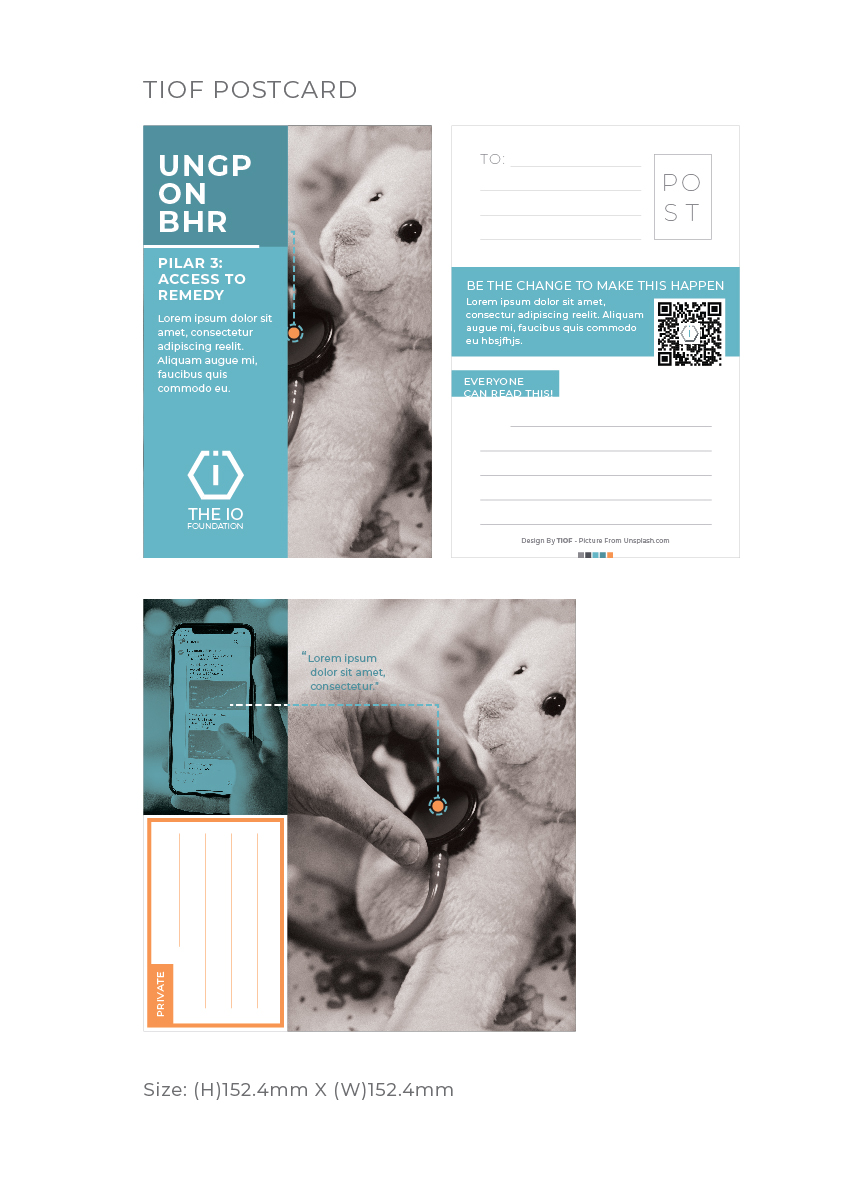 TIOF POSTCARD
UNGP
ON
BHR
PILAR 3:
ACCESS TO
REMEDY
Lorem ipsum dolor sit
amet, consectetur
adipiscing reelit.
Aliquam augue mi,
faucibus quis
commodo eu.
THE IO
FOUNDATION
TO:
PO
ST
BE THE CHANGE TO MAKE THIS HAPPEN
Lorem ipsum dolor sit amet,
consectur adipiscing reelit. Aliquam
augue mi, faucibus quis commodo
eu hbsjfhjs.
EVERYONE
CAN READ THIS!
Design By TIOF - Picture From Unsplash.com
“Lorem ipsum
dolor sit amet,
consectetur.”
PRIVATE
Size: (H)152.4mm X (W)152.4mm